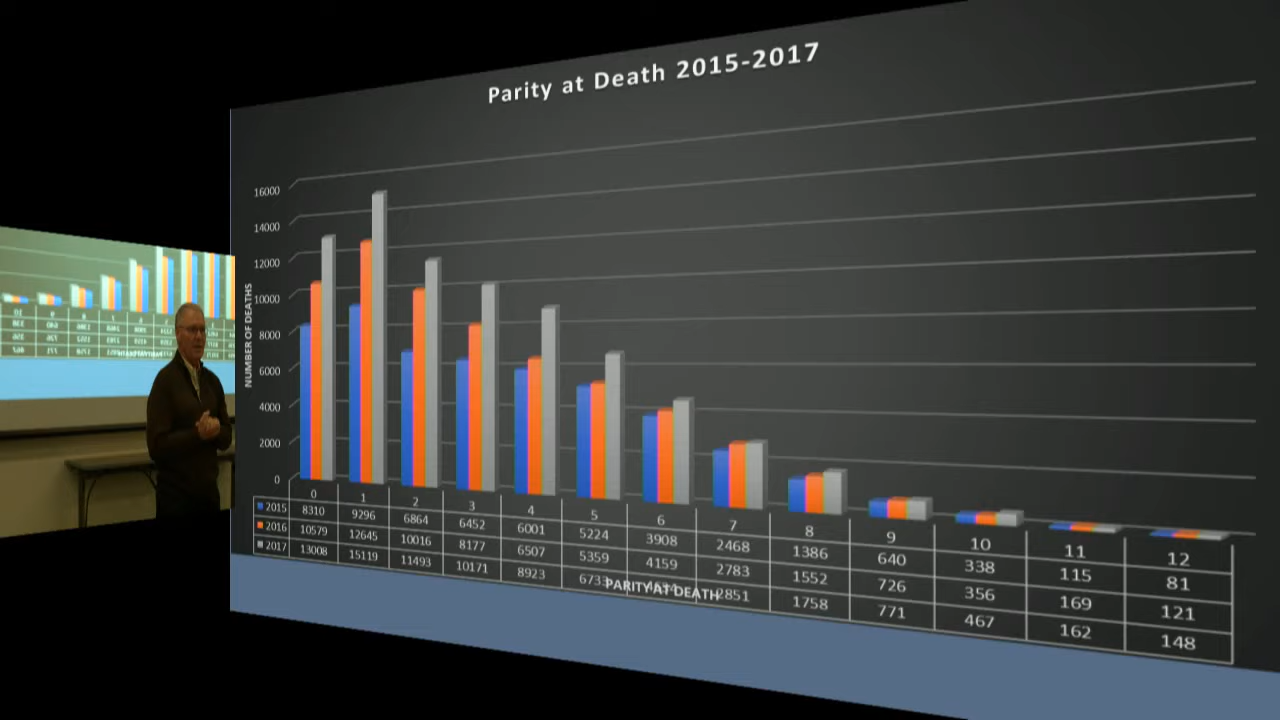 Parity at Death 2015-2017
16000
14000
12000
10000
8000
6000
4000
2000
0
NUMBER OF DEATHS
0 1 2 3 4 5 6 7 8 9 10 11 12
2015 8310 9296 6864 6452 6001 5224 3908 2468 1386 640 338 115 81
2016 10579 12645 10016 8177 6507 5359 4159 2783 1552 726 356 169 121
2017 13008 15119 11493 10171 8923 6733 2851 1758 771 467 162 148
PARITY AT DEATH